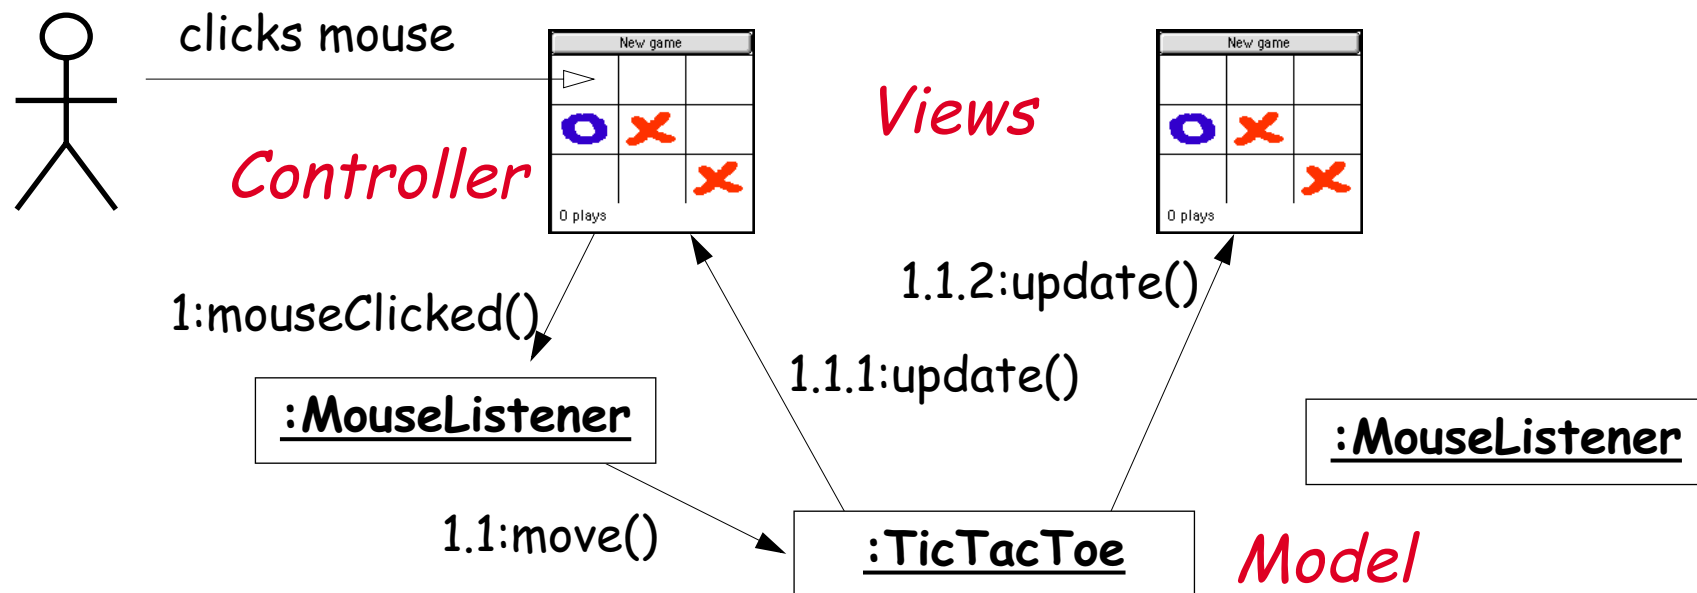 clicks mouse
New game
New game
Views
Controller
0 plays
0 plays
1.1.2:update()
1:mouseClicked()
1.1.1:update()
:MouseListener
:MouseListener
1.1:move()
:TicTacToe
Model